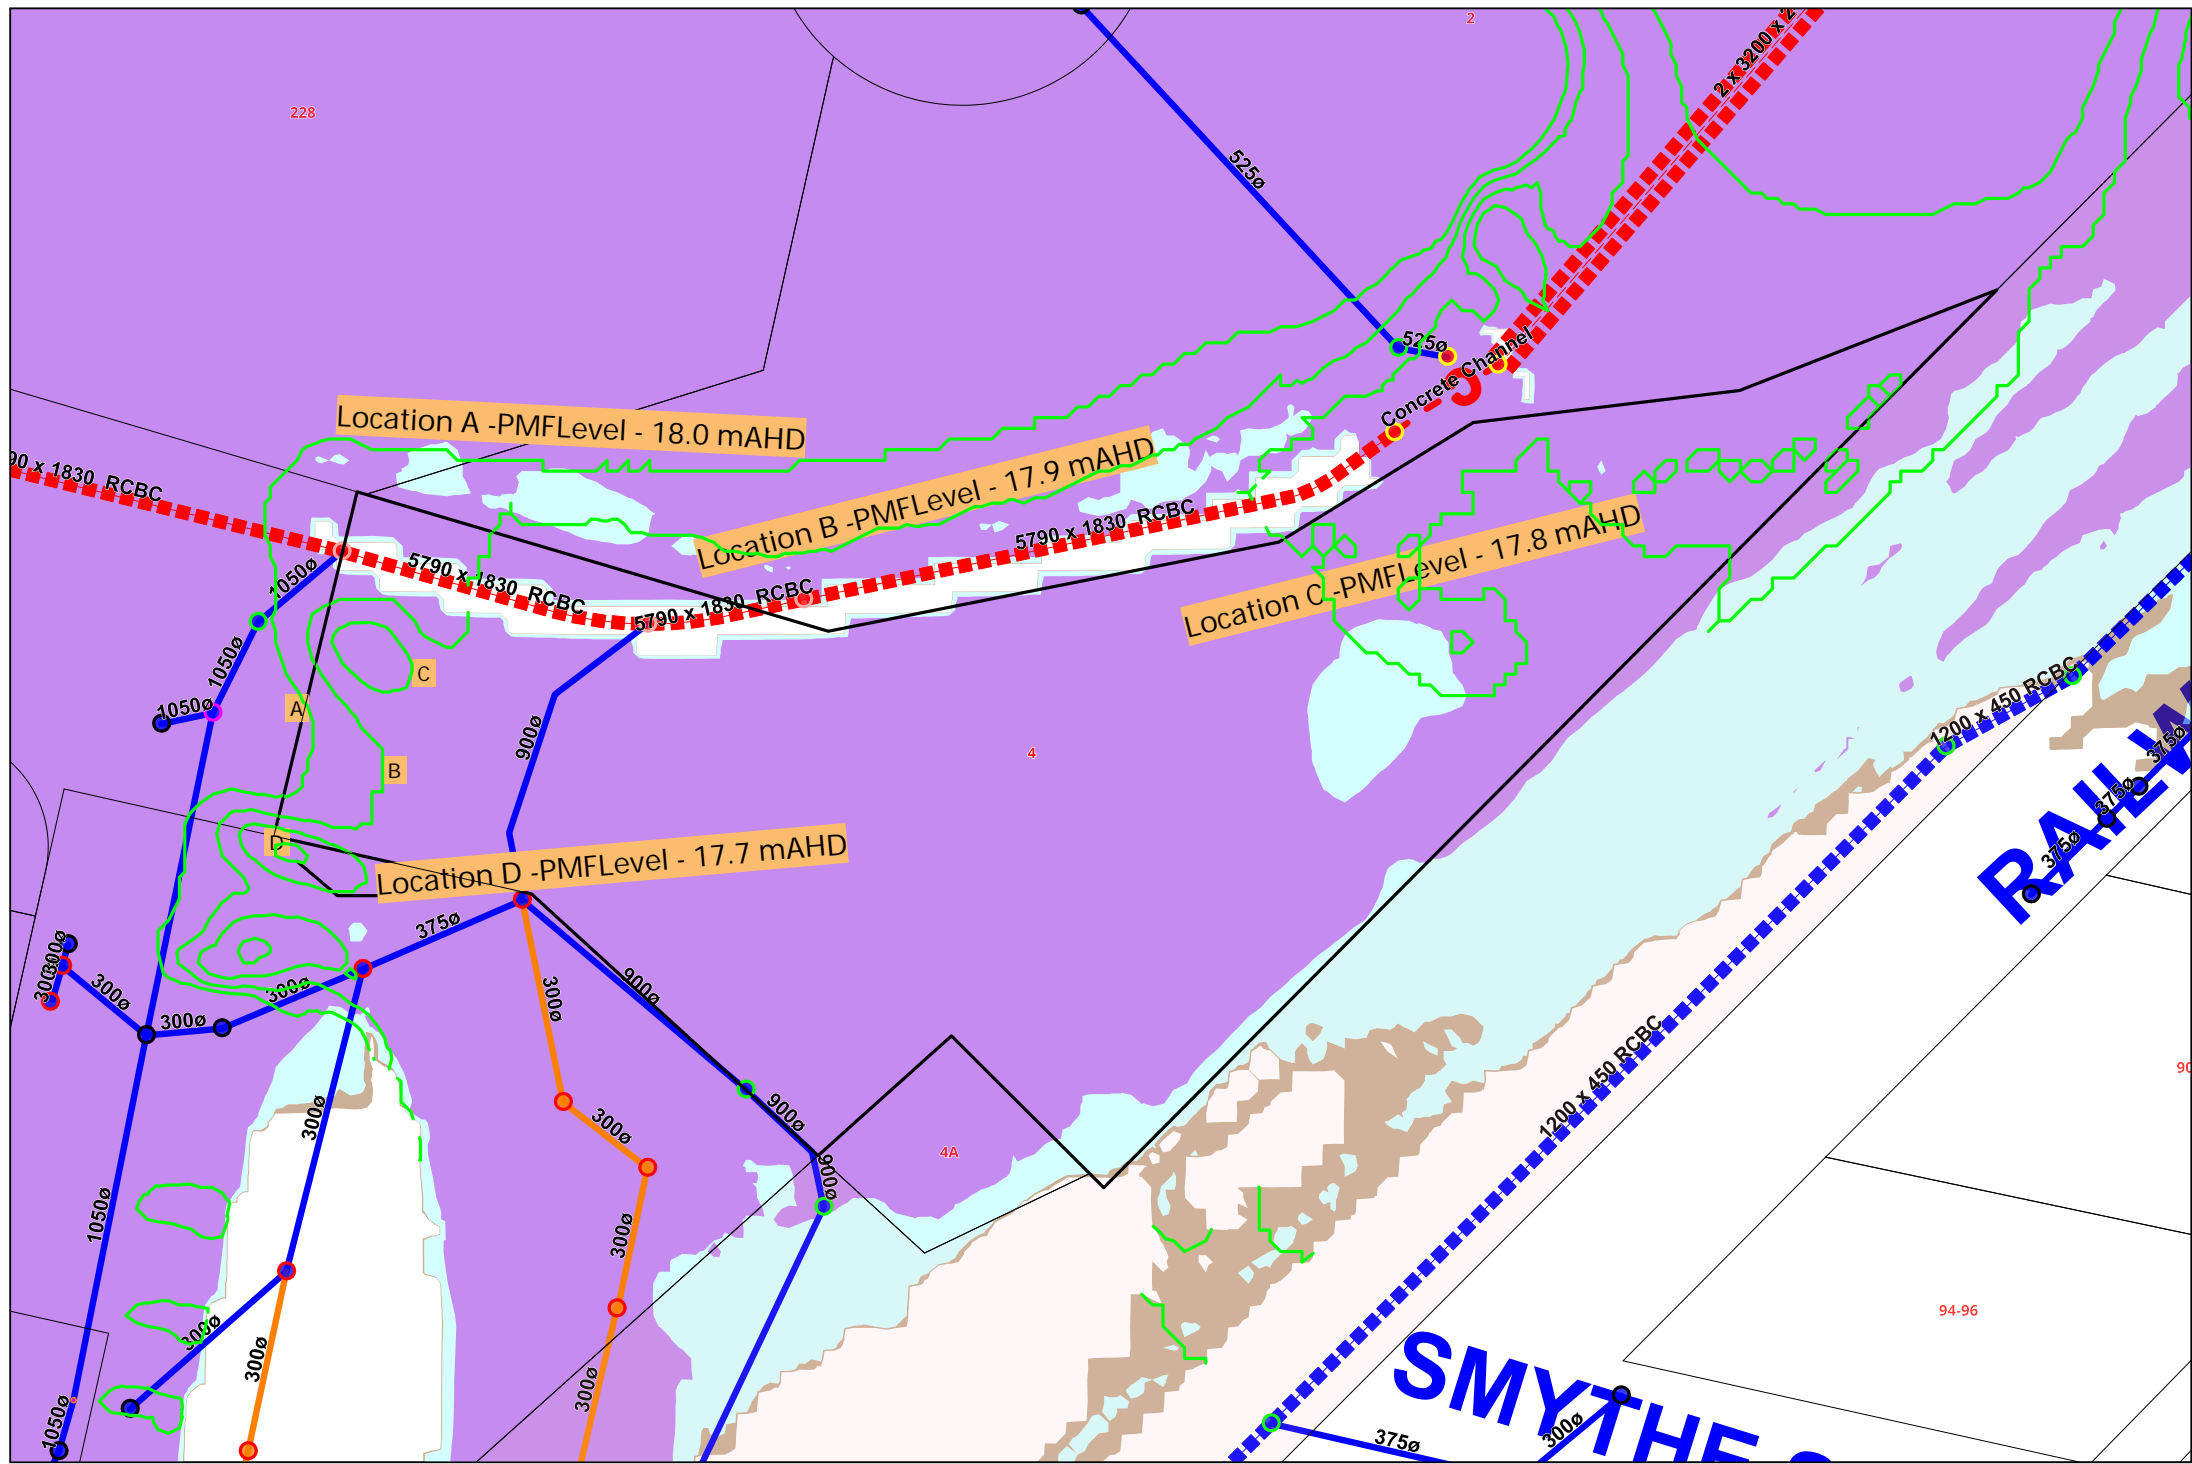 2
228
2 x 3200 x 2
525ø
525ø
Concrete Channel
Location A -PMFLevel - 18.0 mAHD
Location B -PMFLevel - 17.9 mAHD
90 x 1830 RCBC
5790 x 1830 RCBC
5790 x 1830 RCBC
5790 x 1830 RCBC
Location C -PMFLevel - 17.8 mAHD
1050ø
1050ø
1050ø
C
A
B
900ø
4
1200 x 450 RCBC
375ø
375ø
375ø
D
Location D -PMFLevel - 17.7 mAHD
375ø
300ø
300ø
300ø
300ø
300ø
300ø
900ø
1200 x 450 RCBC
90
300ø
300ø
900ø
4A
900ø
1050ø
300ø
94-96
300ø
300ø
300ø
SMYTHE
1050ø
375ø
300ø